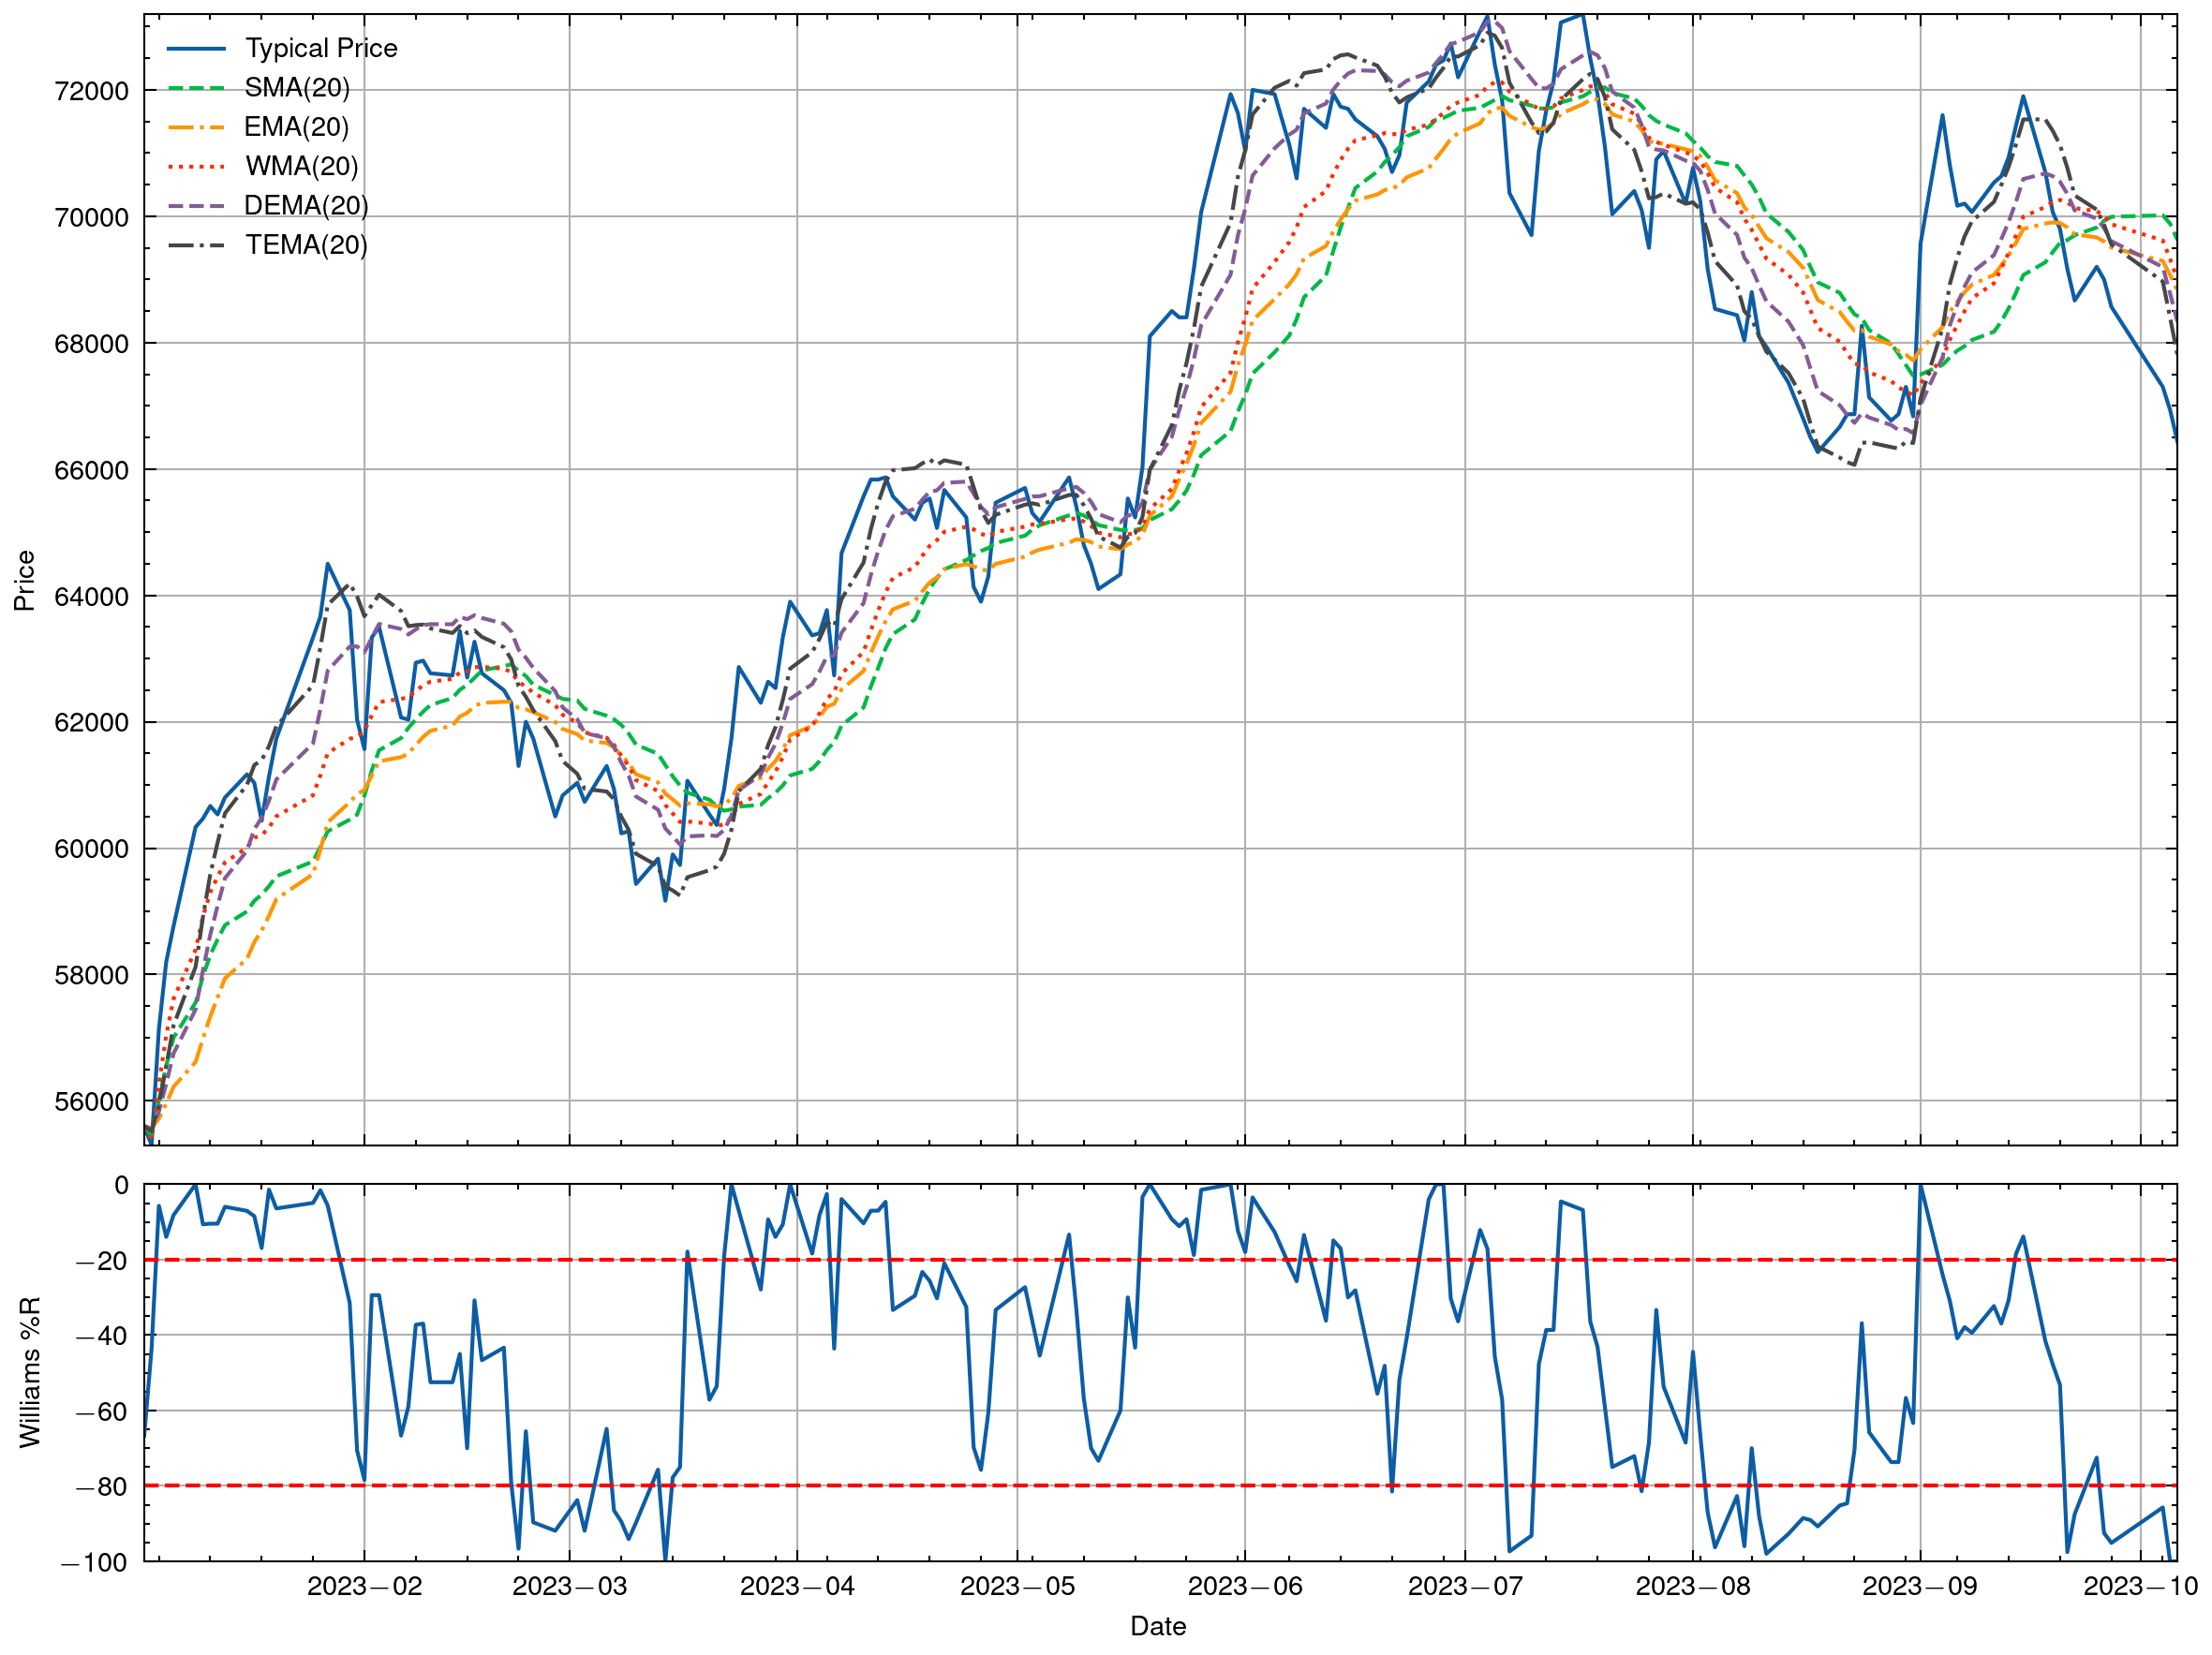 Typical Price
SMA(20)
EMA(20)
WMA(20)
DEMA(20)
TEMA(20)
Price
72000
70000
68000
66000
64000
62000
60000
58000
56000
Williams %R
0
−20
−40
−60
−80
−100
2023−02 2023−03 2023−04 2023−05 2023−06 2023−07 2023−08 2023−09 2023−10
Date